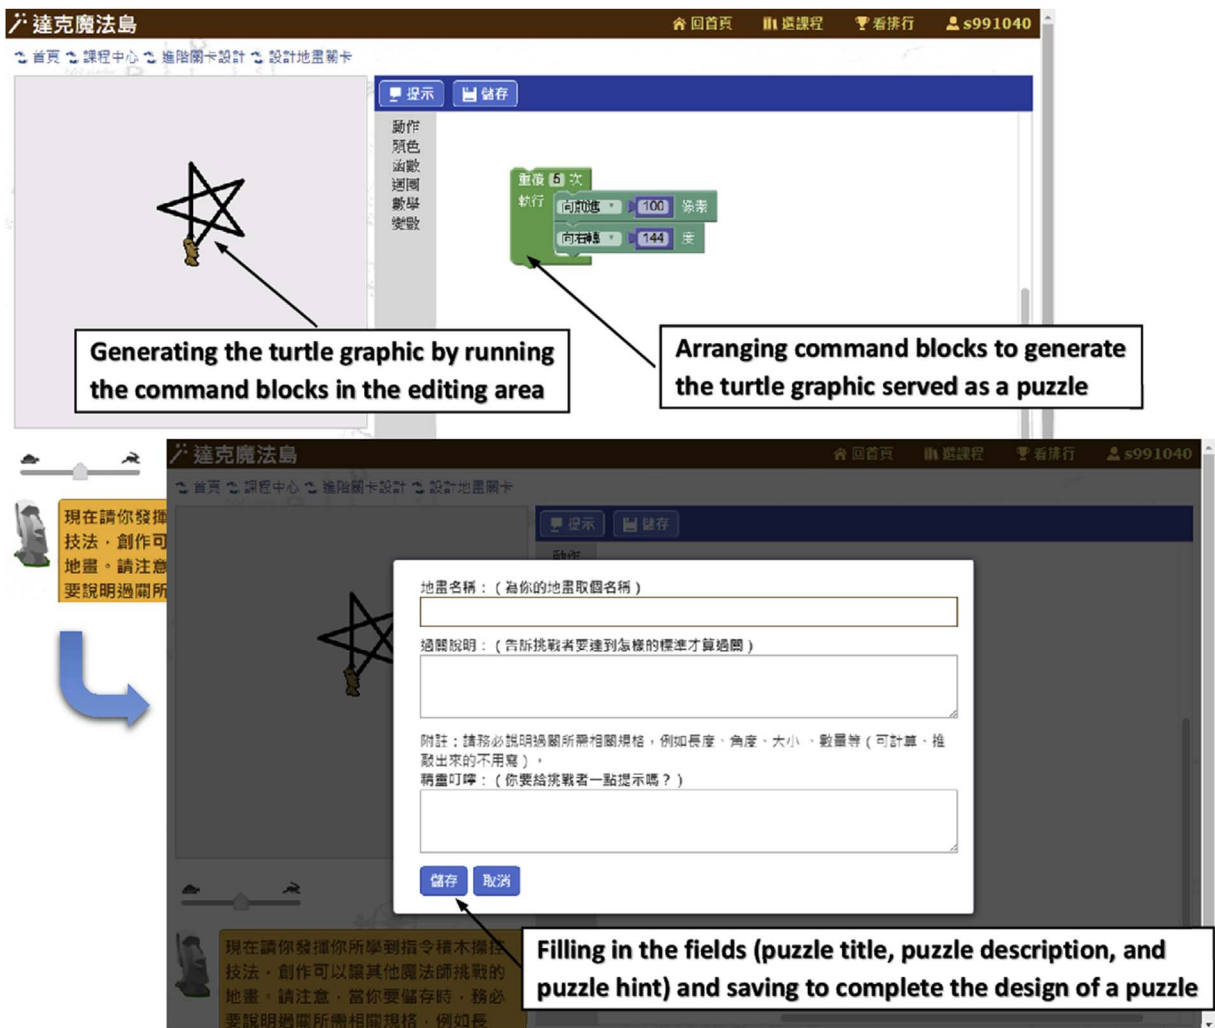 達克魔法島
回首頁 選課程 看排行 s991040
首頁 課程中心 進階關卡設計 設計地畫關卡
提示 儲存
動作
顏色
函數
迴圈
數學
變數
重複 5 次
執行 向前進 100 像素
向右轉 144 度
Generating the turtle graphic by running
the command blocks in the editing area
Arranging command blocks to generate
the turtle graphic served as a puzzle
現在請你發揮
技法，創作可
地畫。請注意
要說明過關所
達克魔法島
回首頁 選課程 看排行 s991040
首頁 課程中心 進階關卡設計 設計地畫關卡
提示 儲存
動作
地畫名稱：（為你的地畫取個名稱）
過關說明：（告訴挑戰者要達到怎樣的標準才算過關）
附註：請務必說明過關所需相關規格，例如長度、角度、大小、數量等（可計算、推
敲出來的不用寫）。
精靈叮嚀：（你要給挑戰者一點提示嗎？）
儲存 取消
現在請你發揮你所學到指令積木操控
技法，創作可以讓其他魔法師挑戰的
地畫。請注意，當你要儲存時，務必
要說明過關所需相關規格，例如長
Filling in the fields (puzzle title, puzzle description, and
puzzle hint) and saving to complete the design of a puzzle